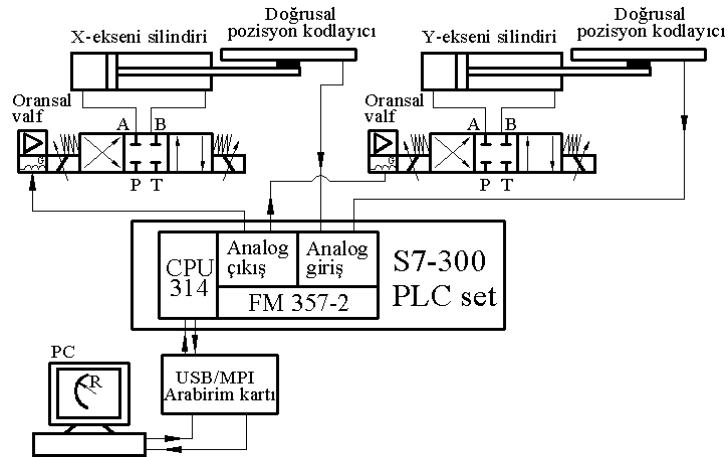 Doğrusal
pozisyon kodlayıcı
X-ekseni silindiri
Doğrusal
pozisyon kodlayıcı
Y-ekseni silindiri
Oransal
valf
A B
P T
G
Oransal
valf
A B
P T
G
CPU
314
Analog
çıkış
Analog
giriş
FM 357-2
S7-300
PLC set
PC
R
USB/MPI
Arabirim kartı